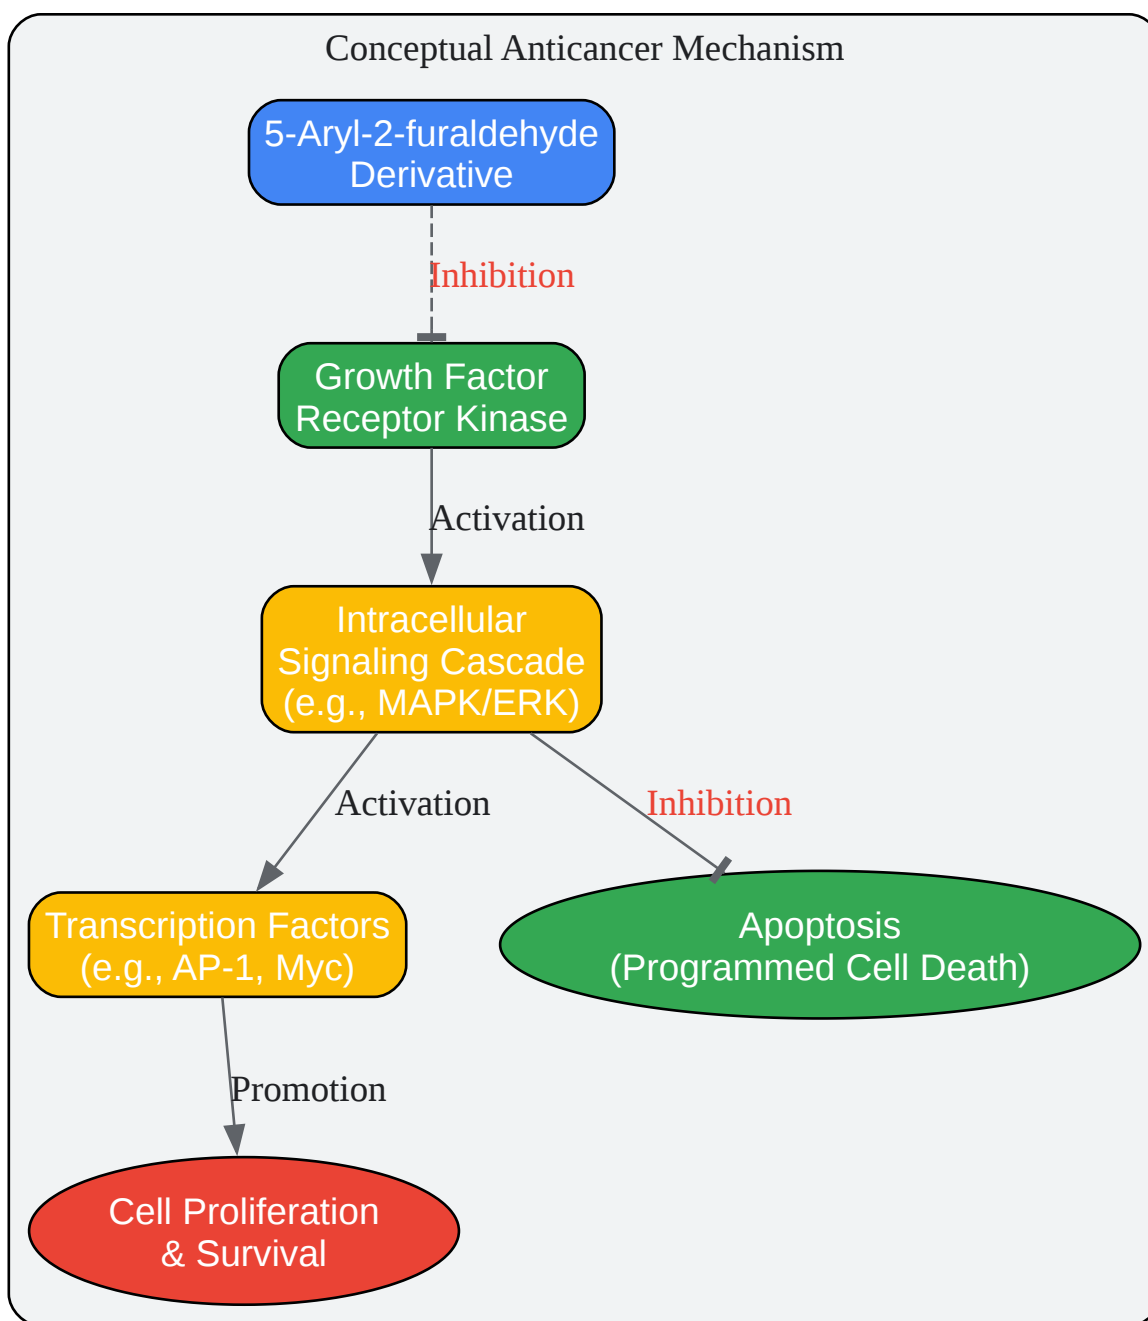 Conceptual Anticancer Mechanism
5-Aryl-2-furaldehyde
Derivative
Inhibition
Growth Factor
Receptor Kinase
Activation
Intracellular
Signaling Cascade
(e.g., MAPK/ERK)
Activation
Inhibition
Transcription Factors
(e.g., AP-1, Myc)
Apoptosis
(Programmed Cell Death)
Promotion
Cell Proliferation
& Survival